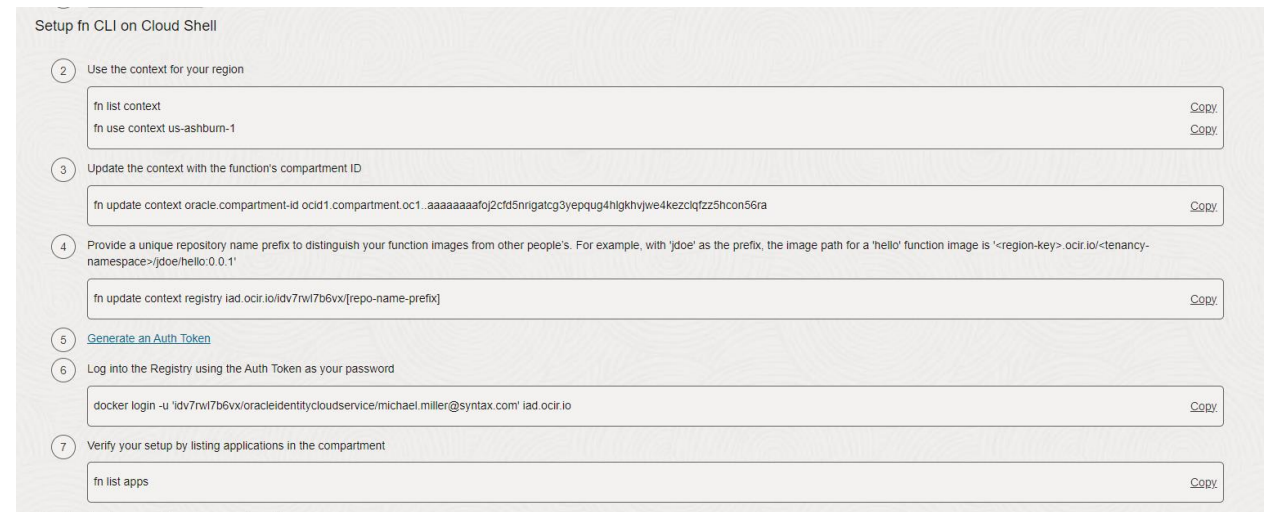 Setup fn CLI on Cloud Shell
2 Use the context for your region
fn list context Copy
fn use context us-ashburn-1 Copy
3 Update the context with the function's compartment ID
fn update context oracle.compartment-id ocid1.compartment.oc1..aaaaaaaafoj2cfd5nrigatcg3yepqug4hlgkhvjwe4kezclqfzz5hcon56ra Copy
4 Provide a unique repository name prefix to distinguish your function images from other people's. For example, with 'jdoe' as the prefix, the image path for a 'hello' function image is '<region-key>.ocir.io/<tenancy-
namespace>/jdoe/hello:0.0.1'
fn update context registry iad.ocir.io/idv7rwl7b6vx/[repo-name-prefix] Copy
5 Generate an Auth Token
6 Log into the Registry using the Auth Token as your password
docker login -u 'idv7rwl7b6vx/oracleidentitycloudservice/michael.miller@syntax.com' iad.ocir.io Copy
7 Verify your setup by listing applications in the compartment
fn list apps Copy